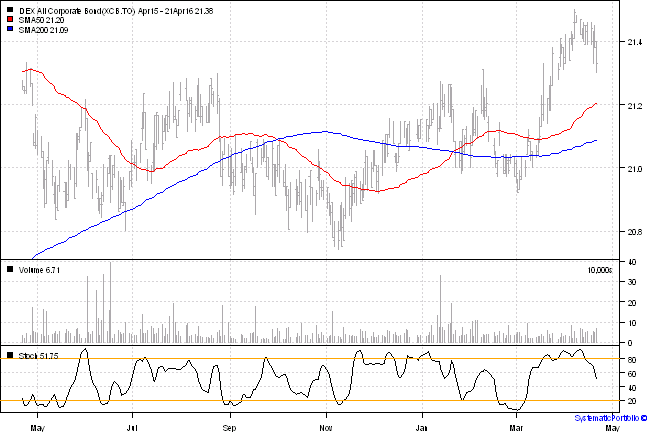 DEX All Corporate Bond(XCB.TO) Apr15 - 21Apr16 21.38
SMA50 21.20
SMA200 21.09
21.4
21.2
21.0
20.8
Volume 6.71
10,000s
40
30
20
10
0
Stoch 51.75
80
60
40
20
May Jul Sep Nov Jan Mar May
SystematicPortfolio ©